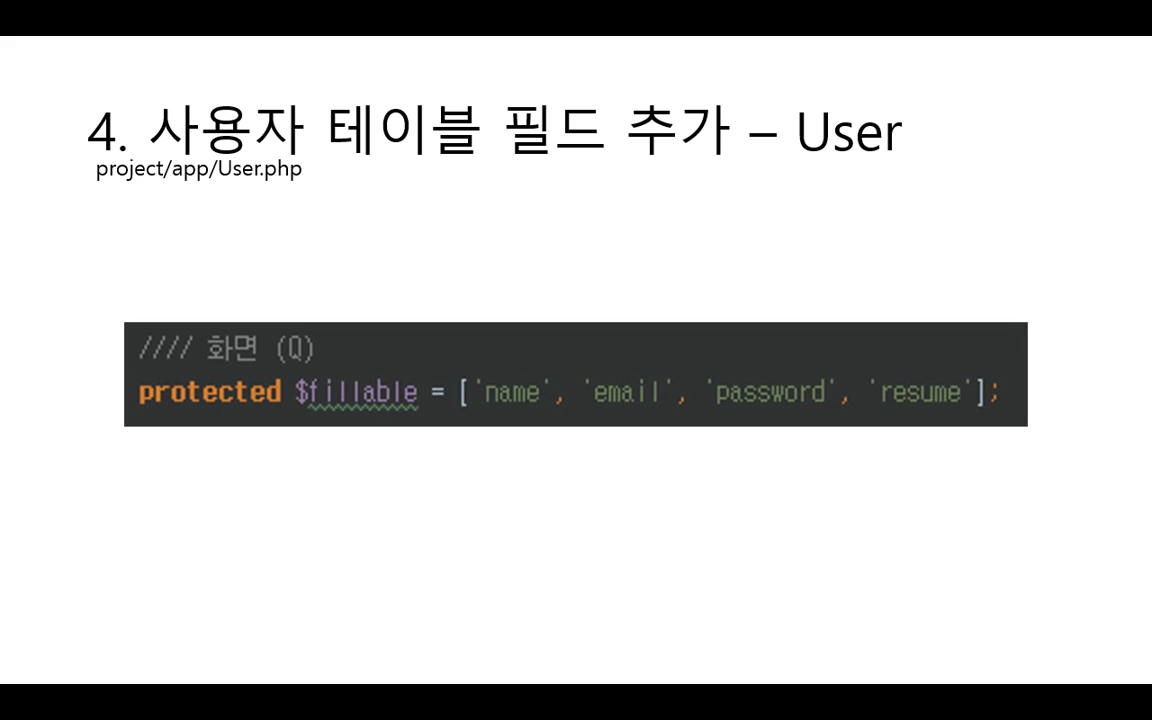 4. 사용자 테이블 필드 추가 – User
project/app/User.php
//// 화면 (Q)
protected $fillable = ['name', 'email', 'password', 'resume'];